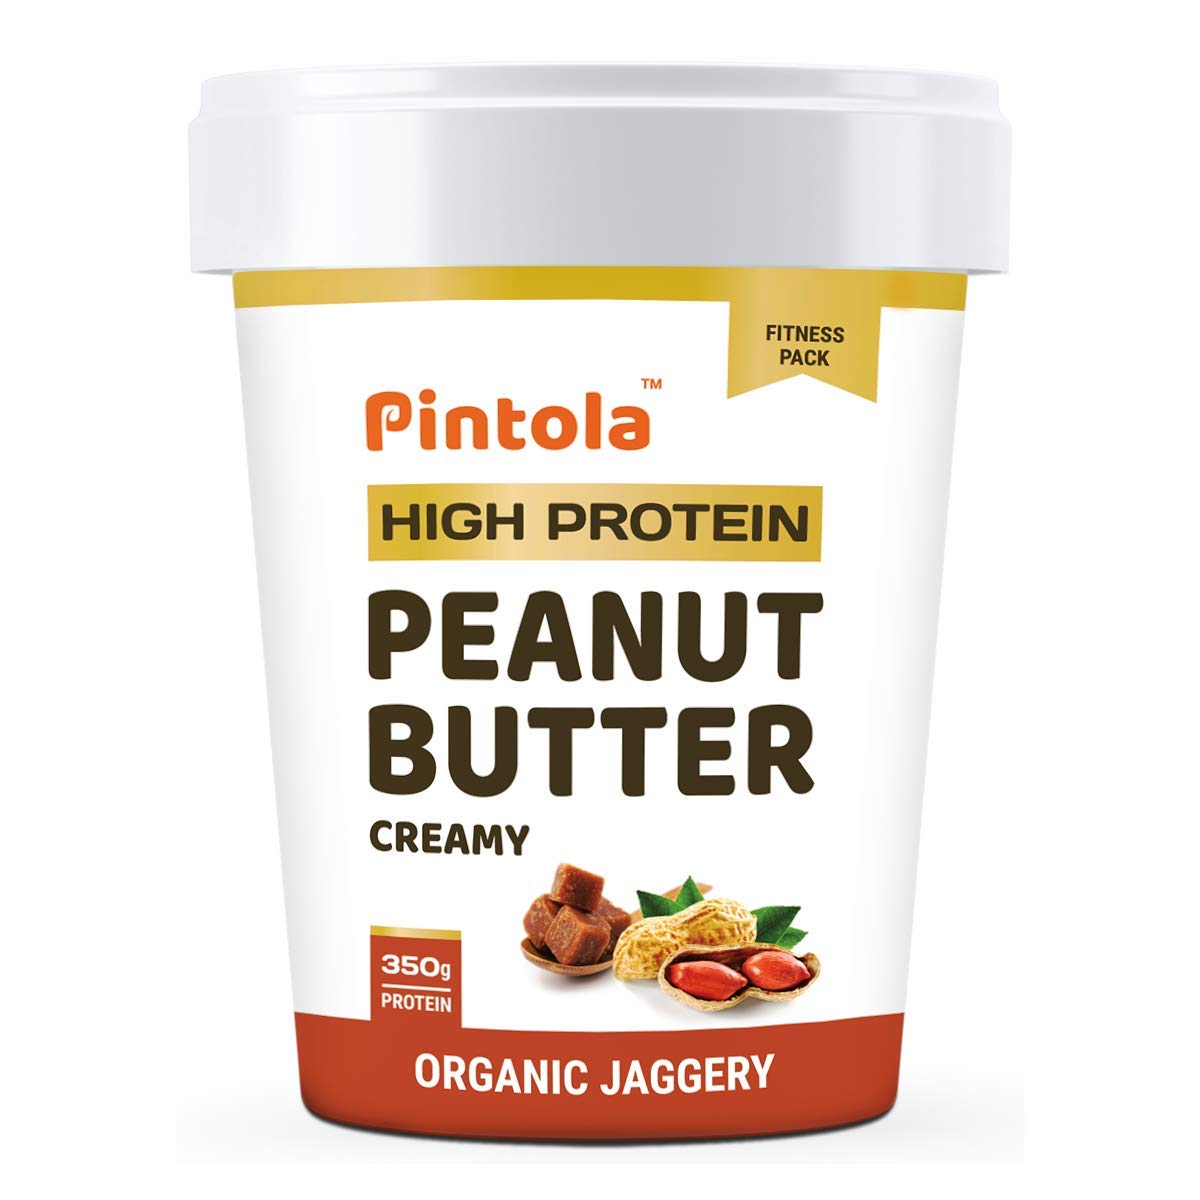 FITNESS
PACK
Pintola™
HIGH PROTEIN
PEANUT
BUTTER
CREAMY
350g
PROTEIN
ORGANIC JAGGERY